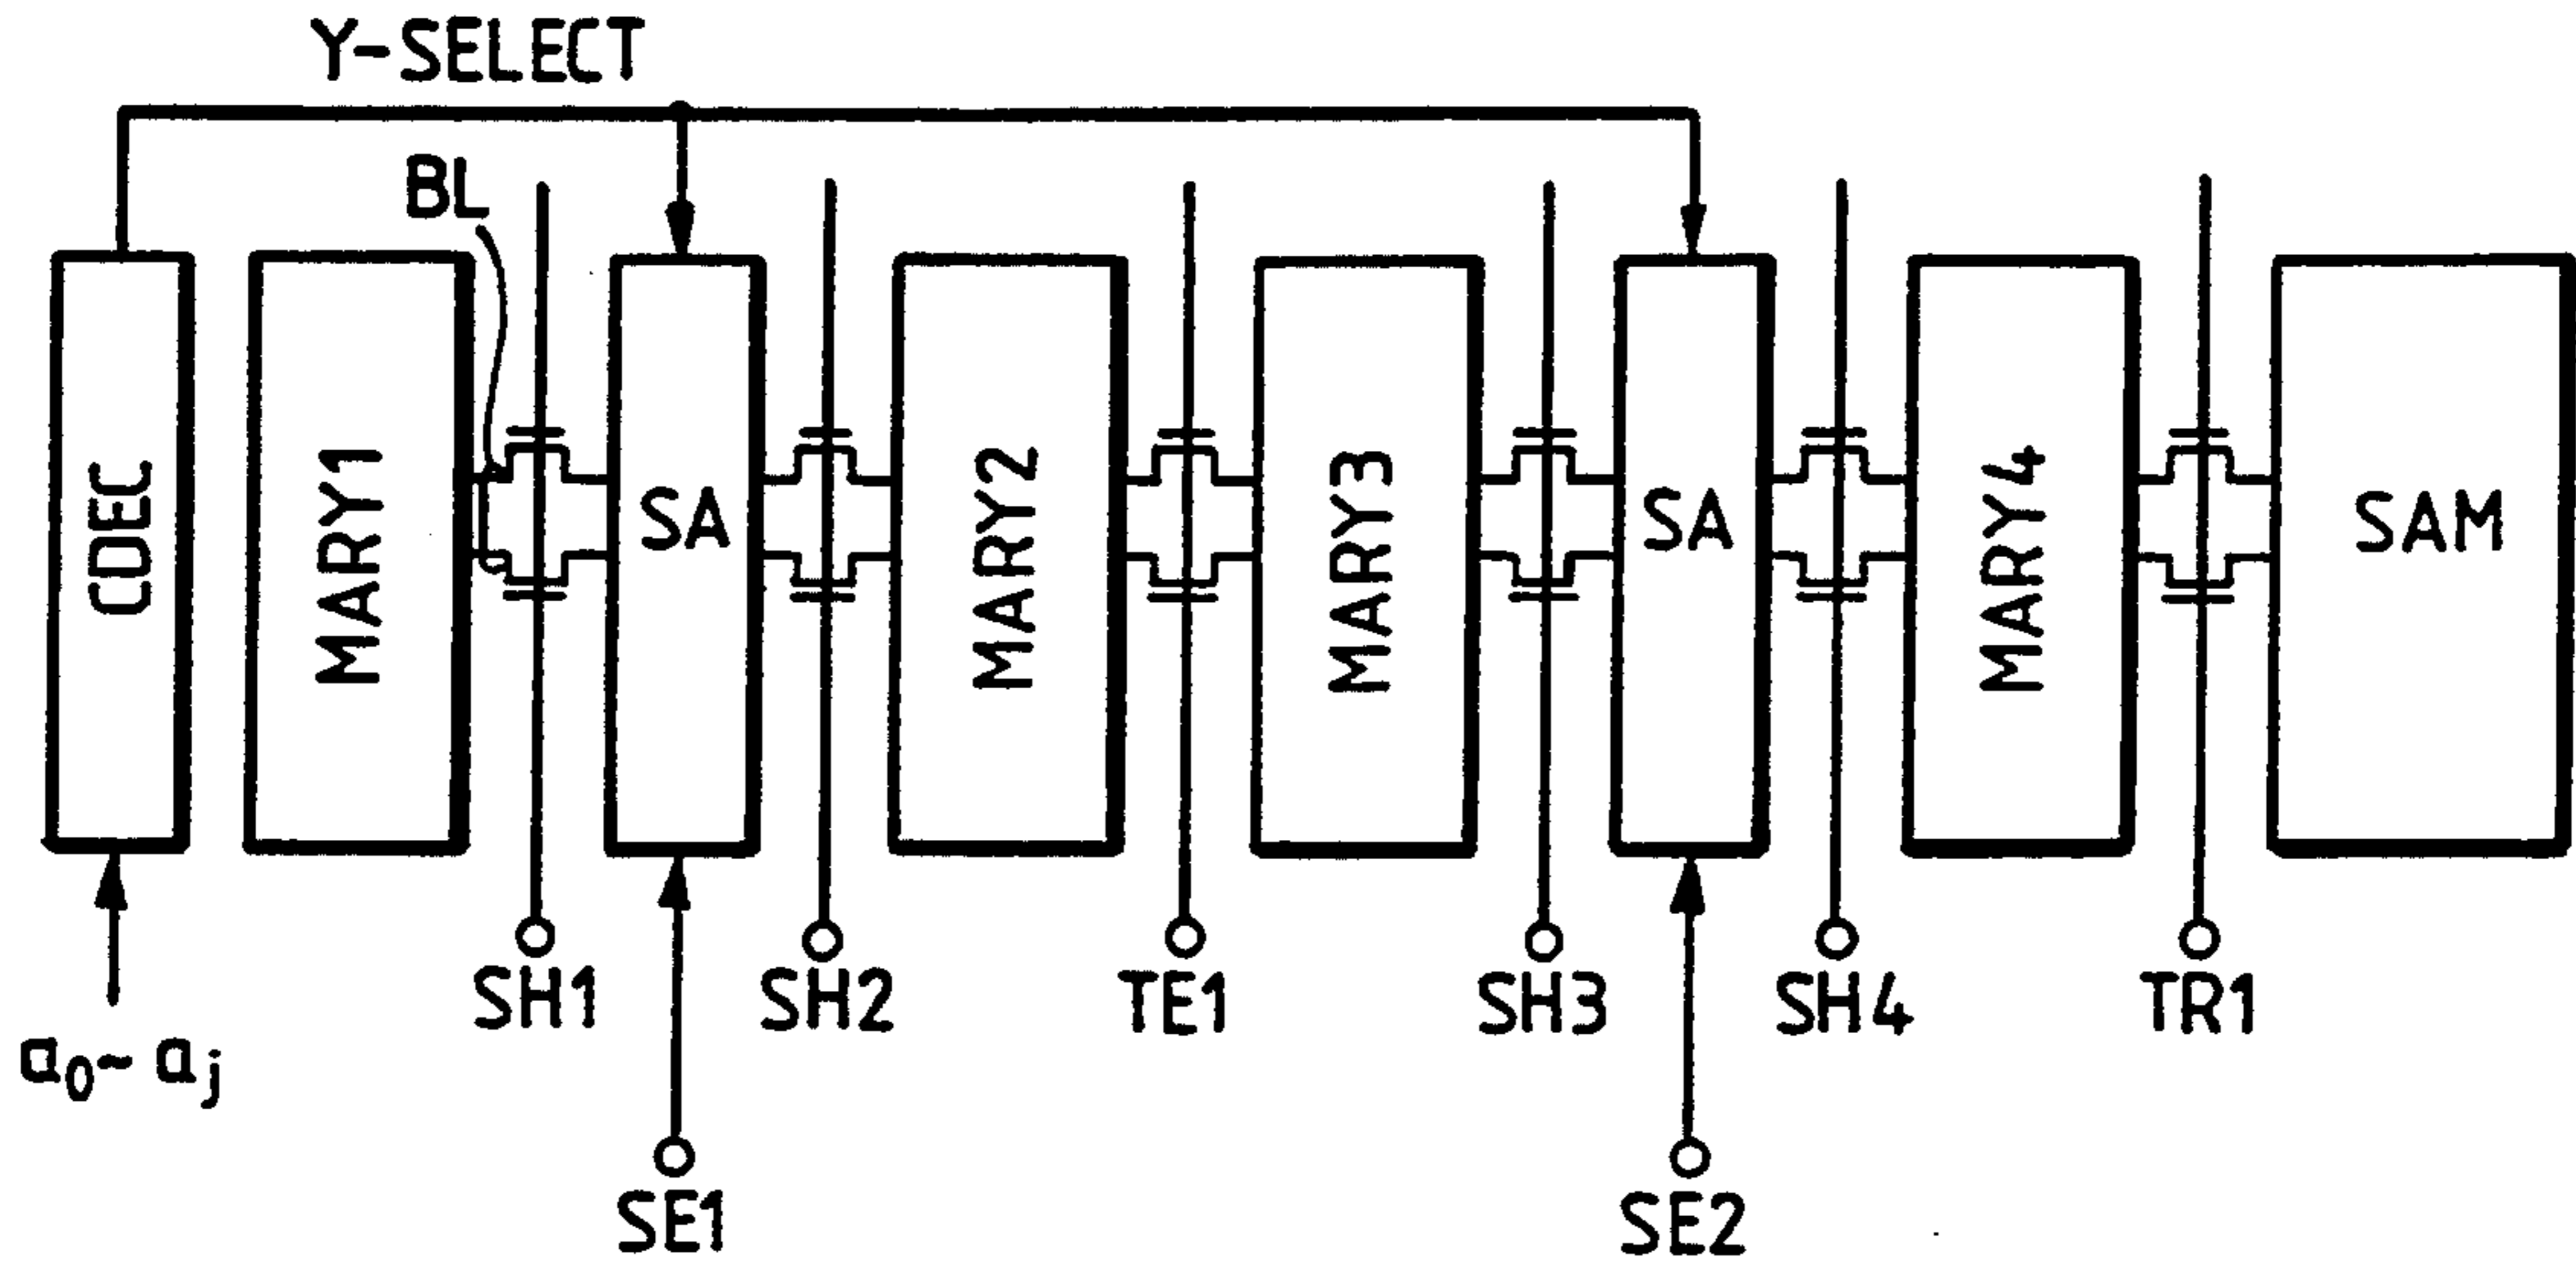 Y-SELECT
BL
CDEC
MARY1
SA
MARY2
MARY3
SA
MARY4
SAM
SH1
SH2
TE1
SH3
SH4
TR1
a₀~ aⱼ
SE1
SE2